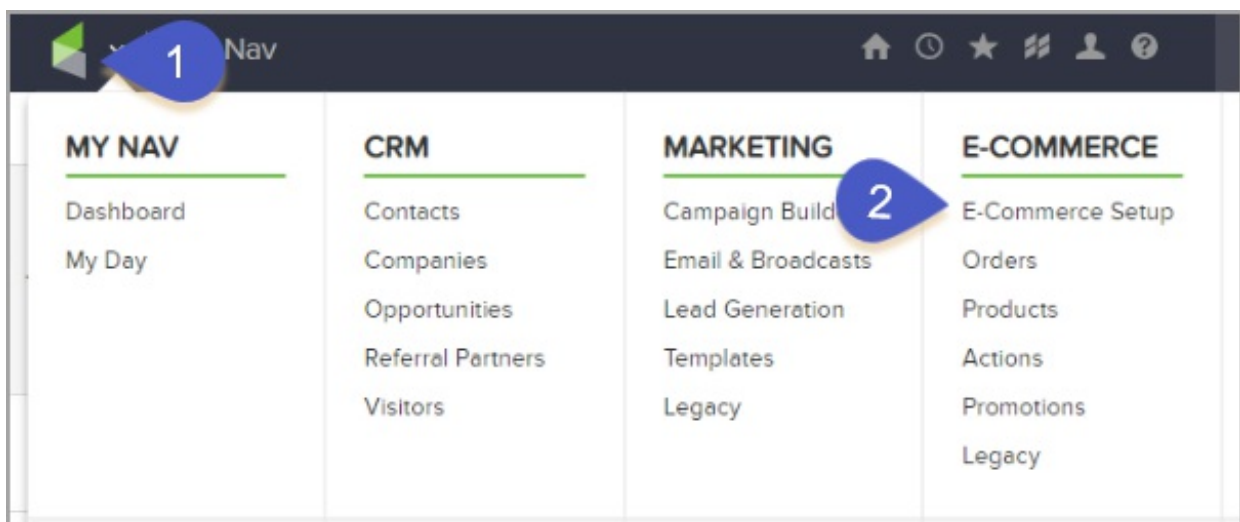 1 Nav
MY NAV
Dashboard
My Day
CRM
Contacts
Companies
Opportunities
Referral Partners
Visitors
MARKETING
Campaign Build
Email & Broadcasts
Lead Generation
Templates
Legacy
2
E-COMMERCE
E-Commerce Setup
Orders
Products
Actions
Promotions
Legacy